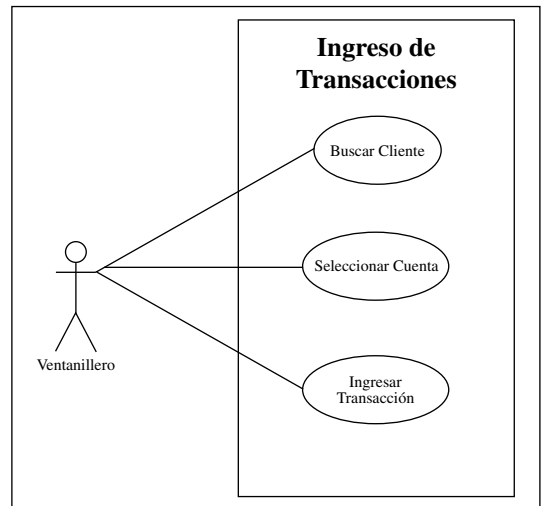 Ingreso de
Transacciones
Buscar Cliente
Seleccionar Cuenta
Ventanillero
Ingresar
Transacción